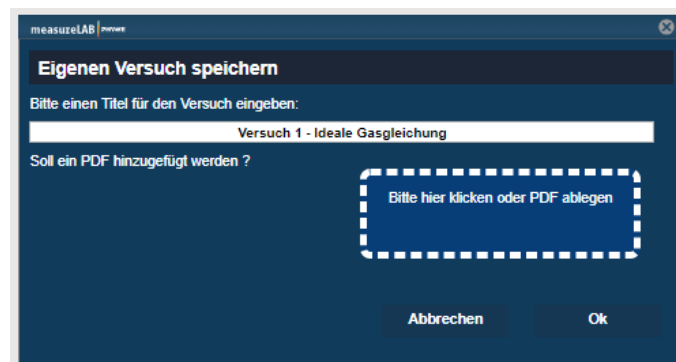 measureLAB
Eigenen Versuch speichern
Bitte einen Titel für den Versuch eingeben:
Versuch 1 - Ideale Gasgleichung
Soll ein PDF hinzugefügt werden ?
Bitte hier klicken oder PDF ablegen
Abbrechen
Ok